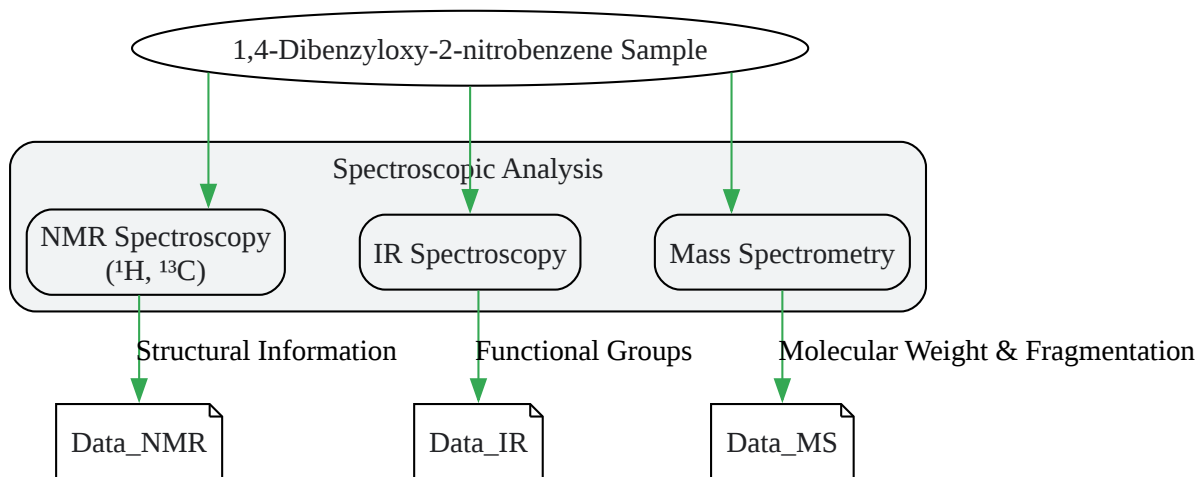 1,4-Dibenzyloxy-2-nitrobenzene Sample
Spectroscopic Analysis
NMR Spectroscopy
(¹H, ¹³C)
IR Spectroscopy
Mass Spectrometry
Structural Information
Functional Groups
Molecular Weight & Fragmentation
Data_NMR
Data_IR
Data_MS